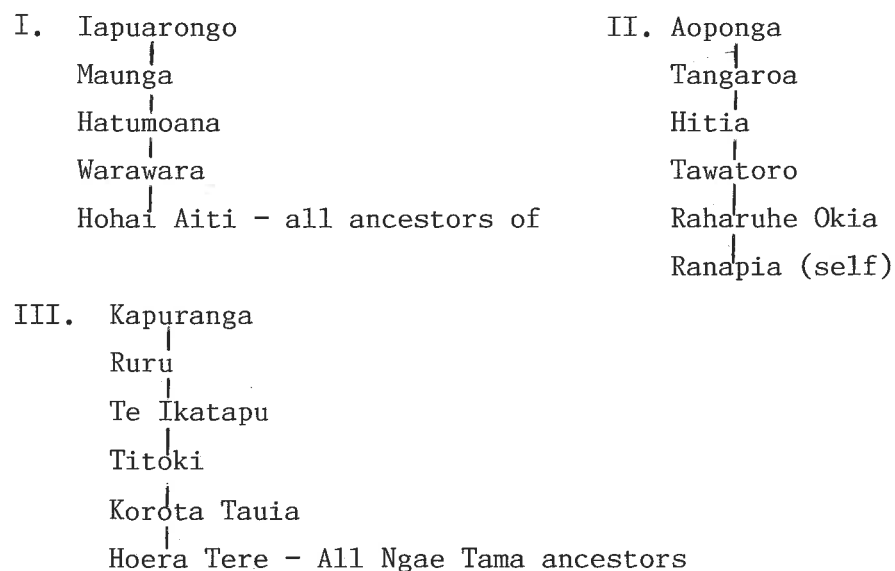 I. Iapuarongo
Maunga
Hatumoana
Warawara
Hohai Aiti - all ancestors of
II. Aoponga
Tangaroa
Hitia
Tawatoro
Raharuhe Okia
Ranapia (self)
III. Kapuranga
Ruru
Te Ikatapu
Titoki
Korota Tauia
Hoera Tere - All Ngae Tama ancestors